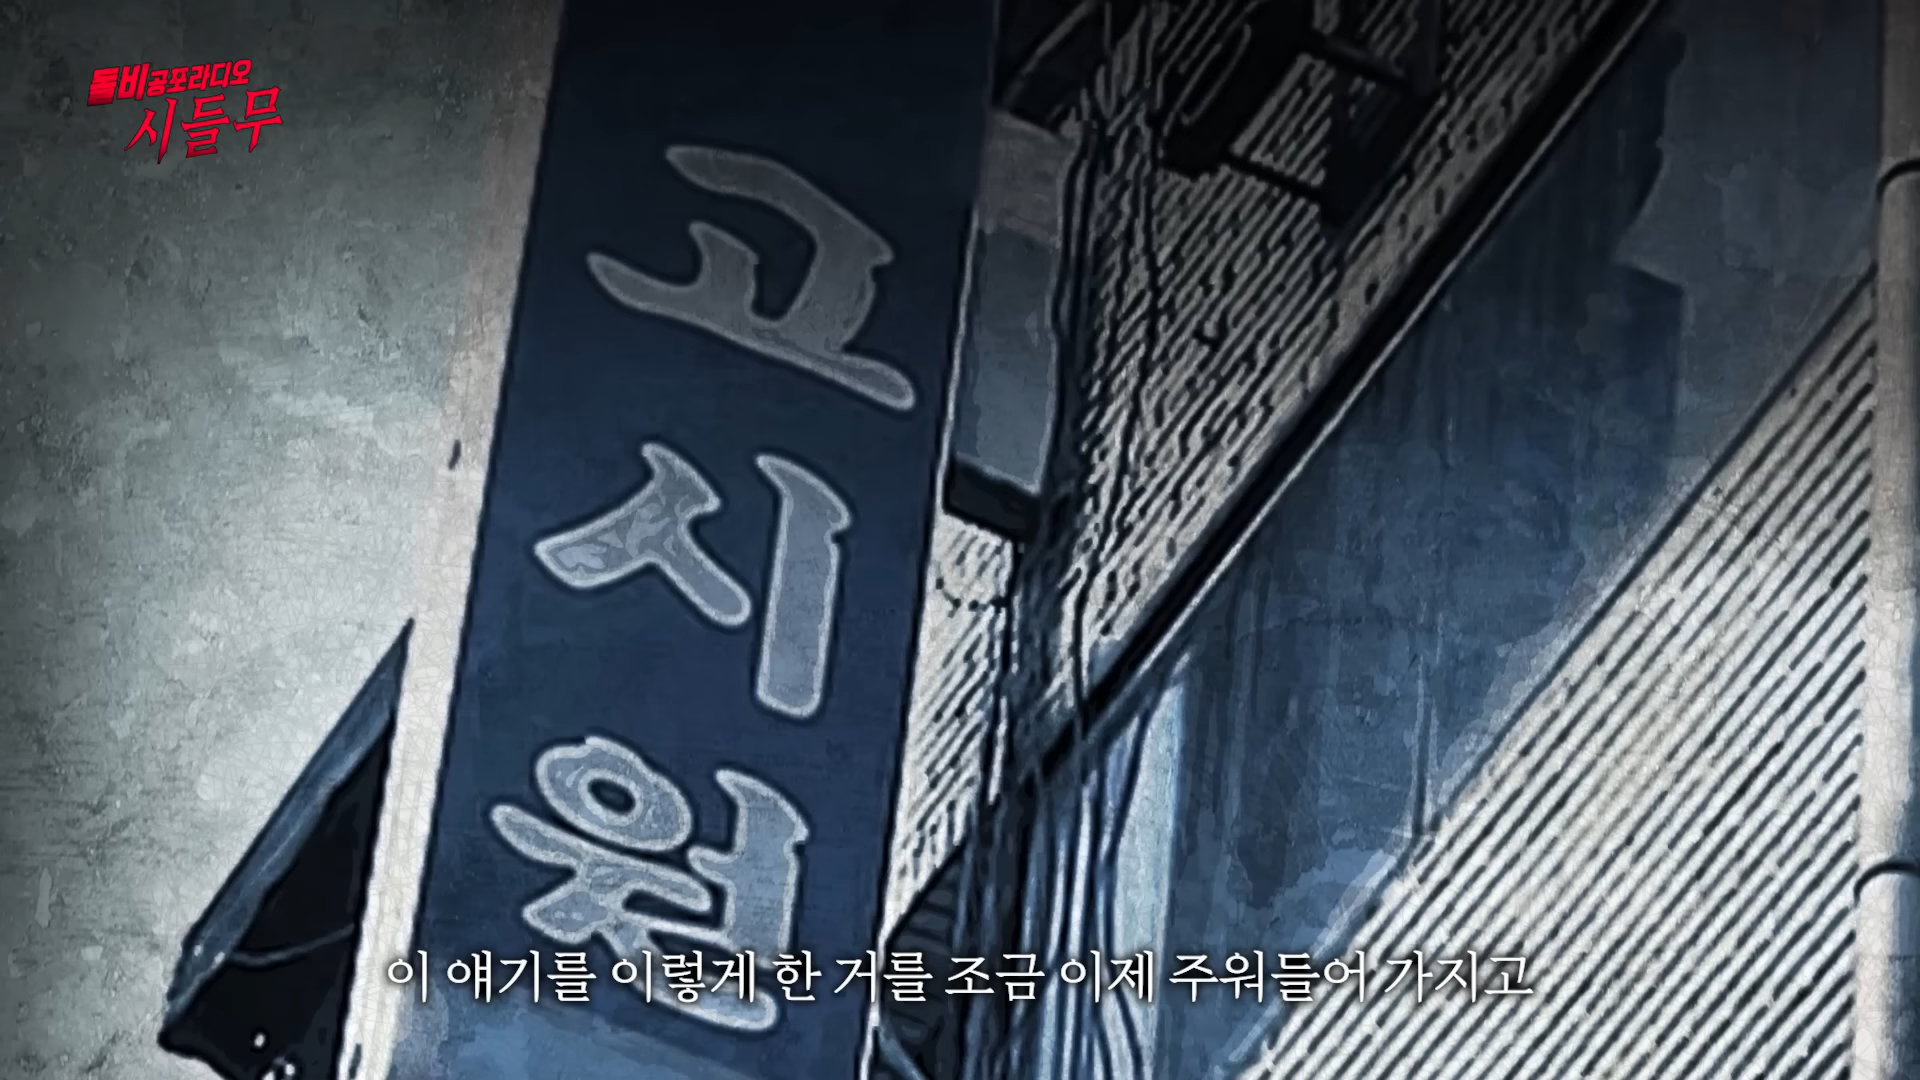 돌비공포라디오
시들무
고
시
원
이 얘기를 이렇게 한 거를 조금 이제 주워들어 가지고